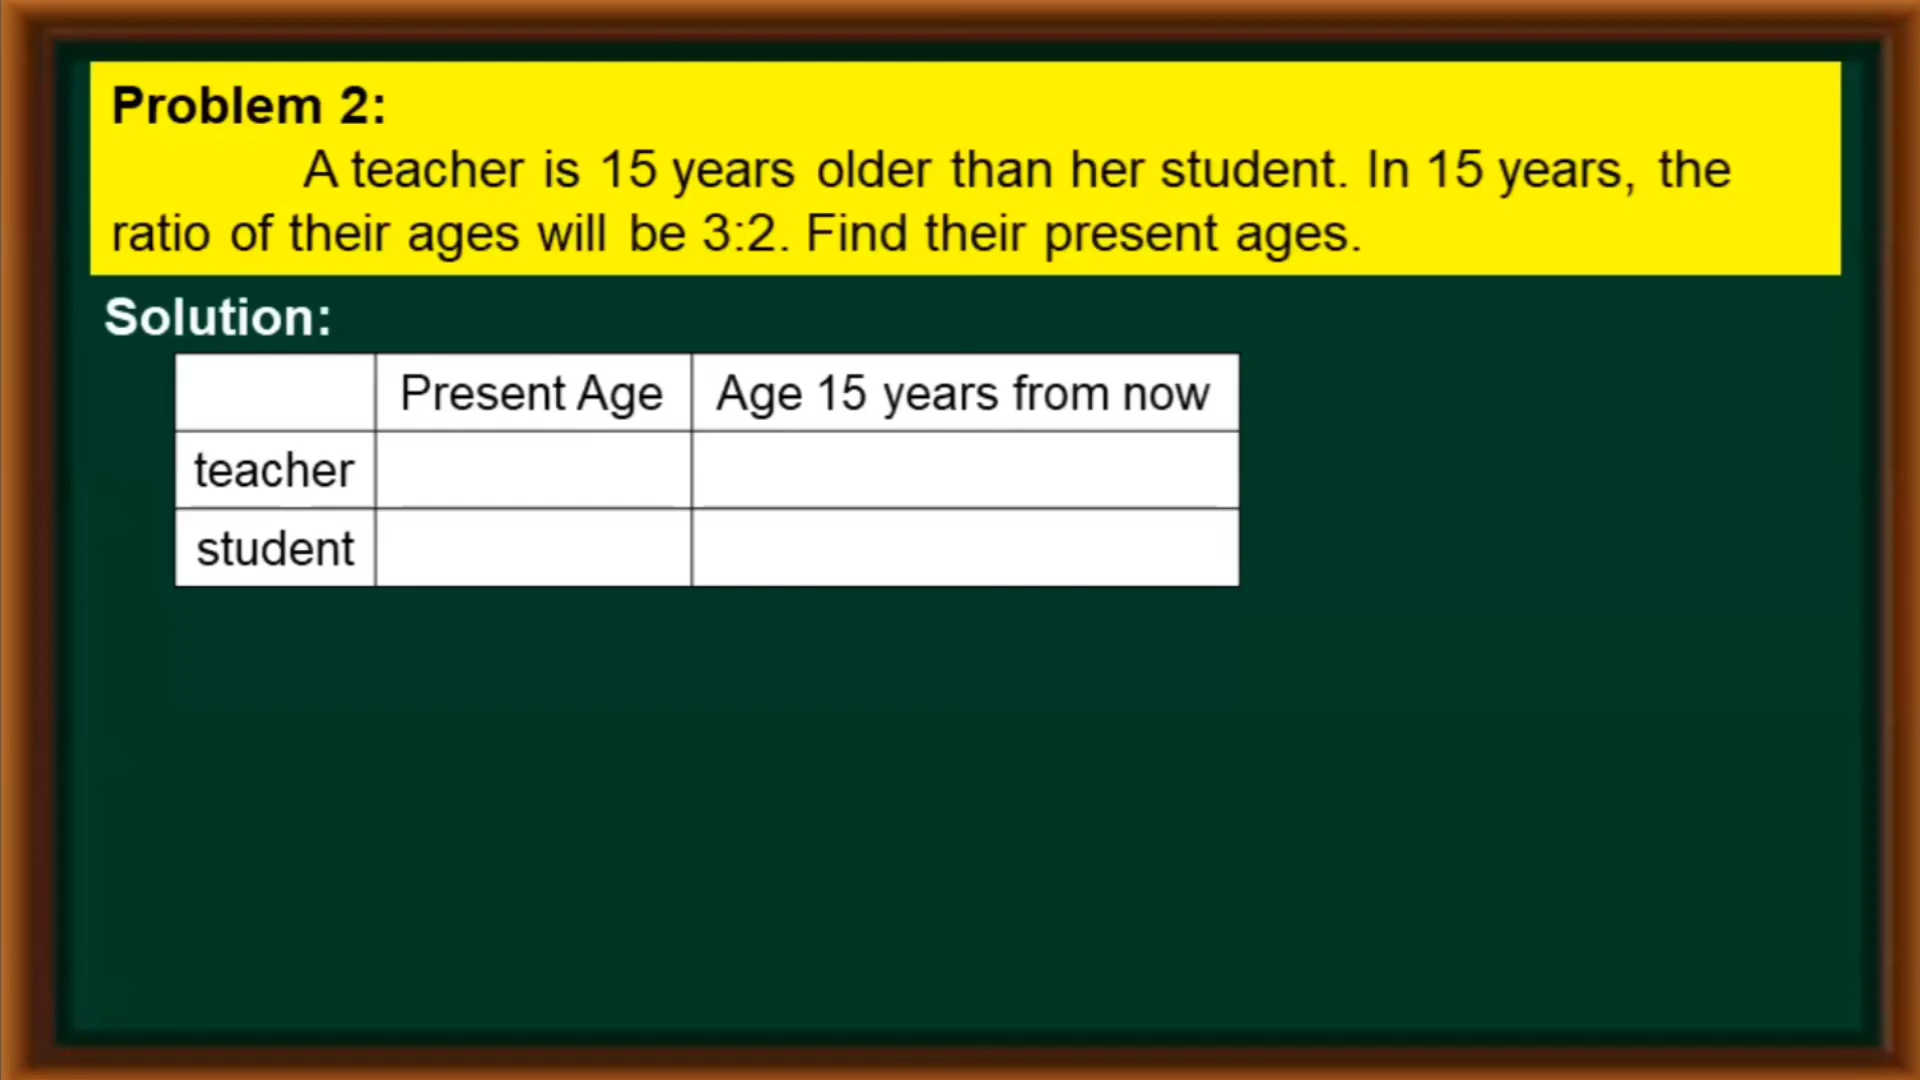 Problem 2:
A teacher is 15 years older than her student. In 15 years, the
ratio of their ages will be 3:2. Find their present ages.
Solution:
Present Age Age 15 years from now
teacher
student